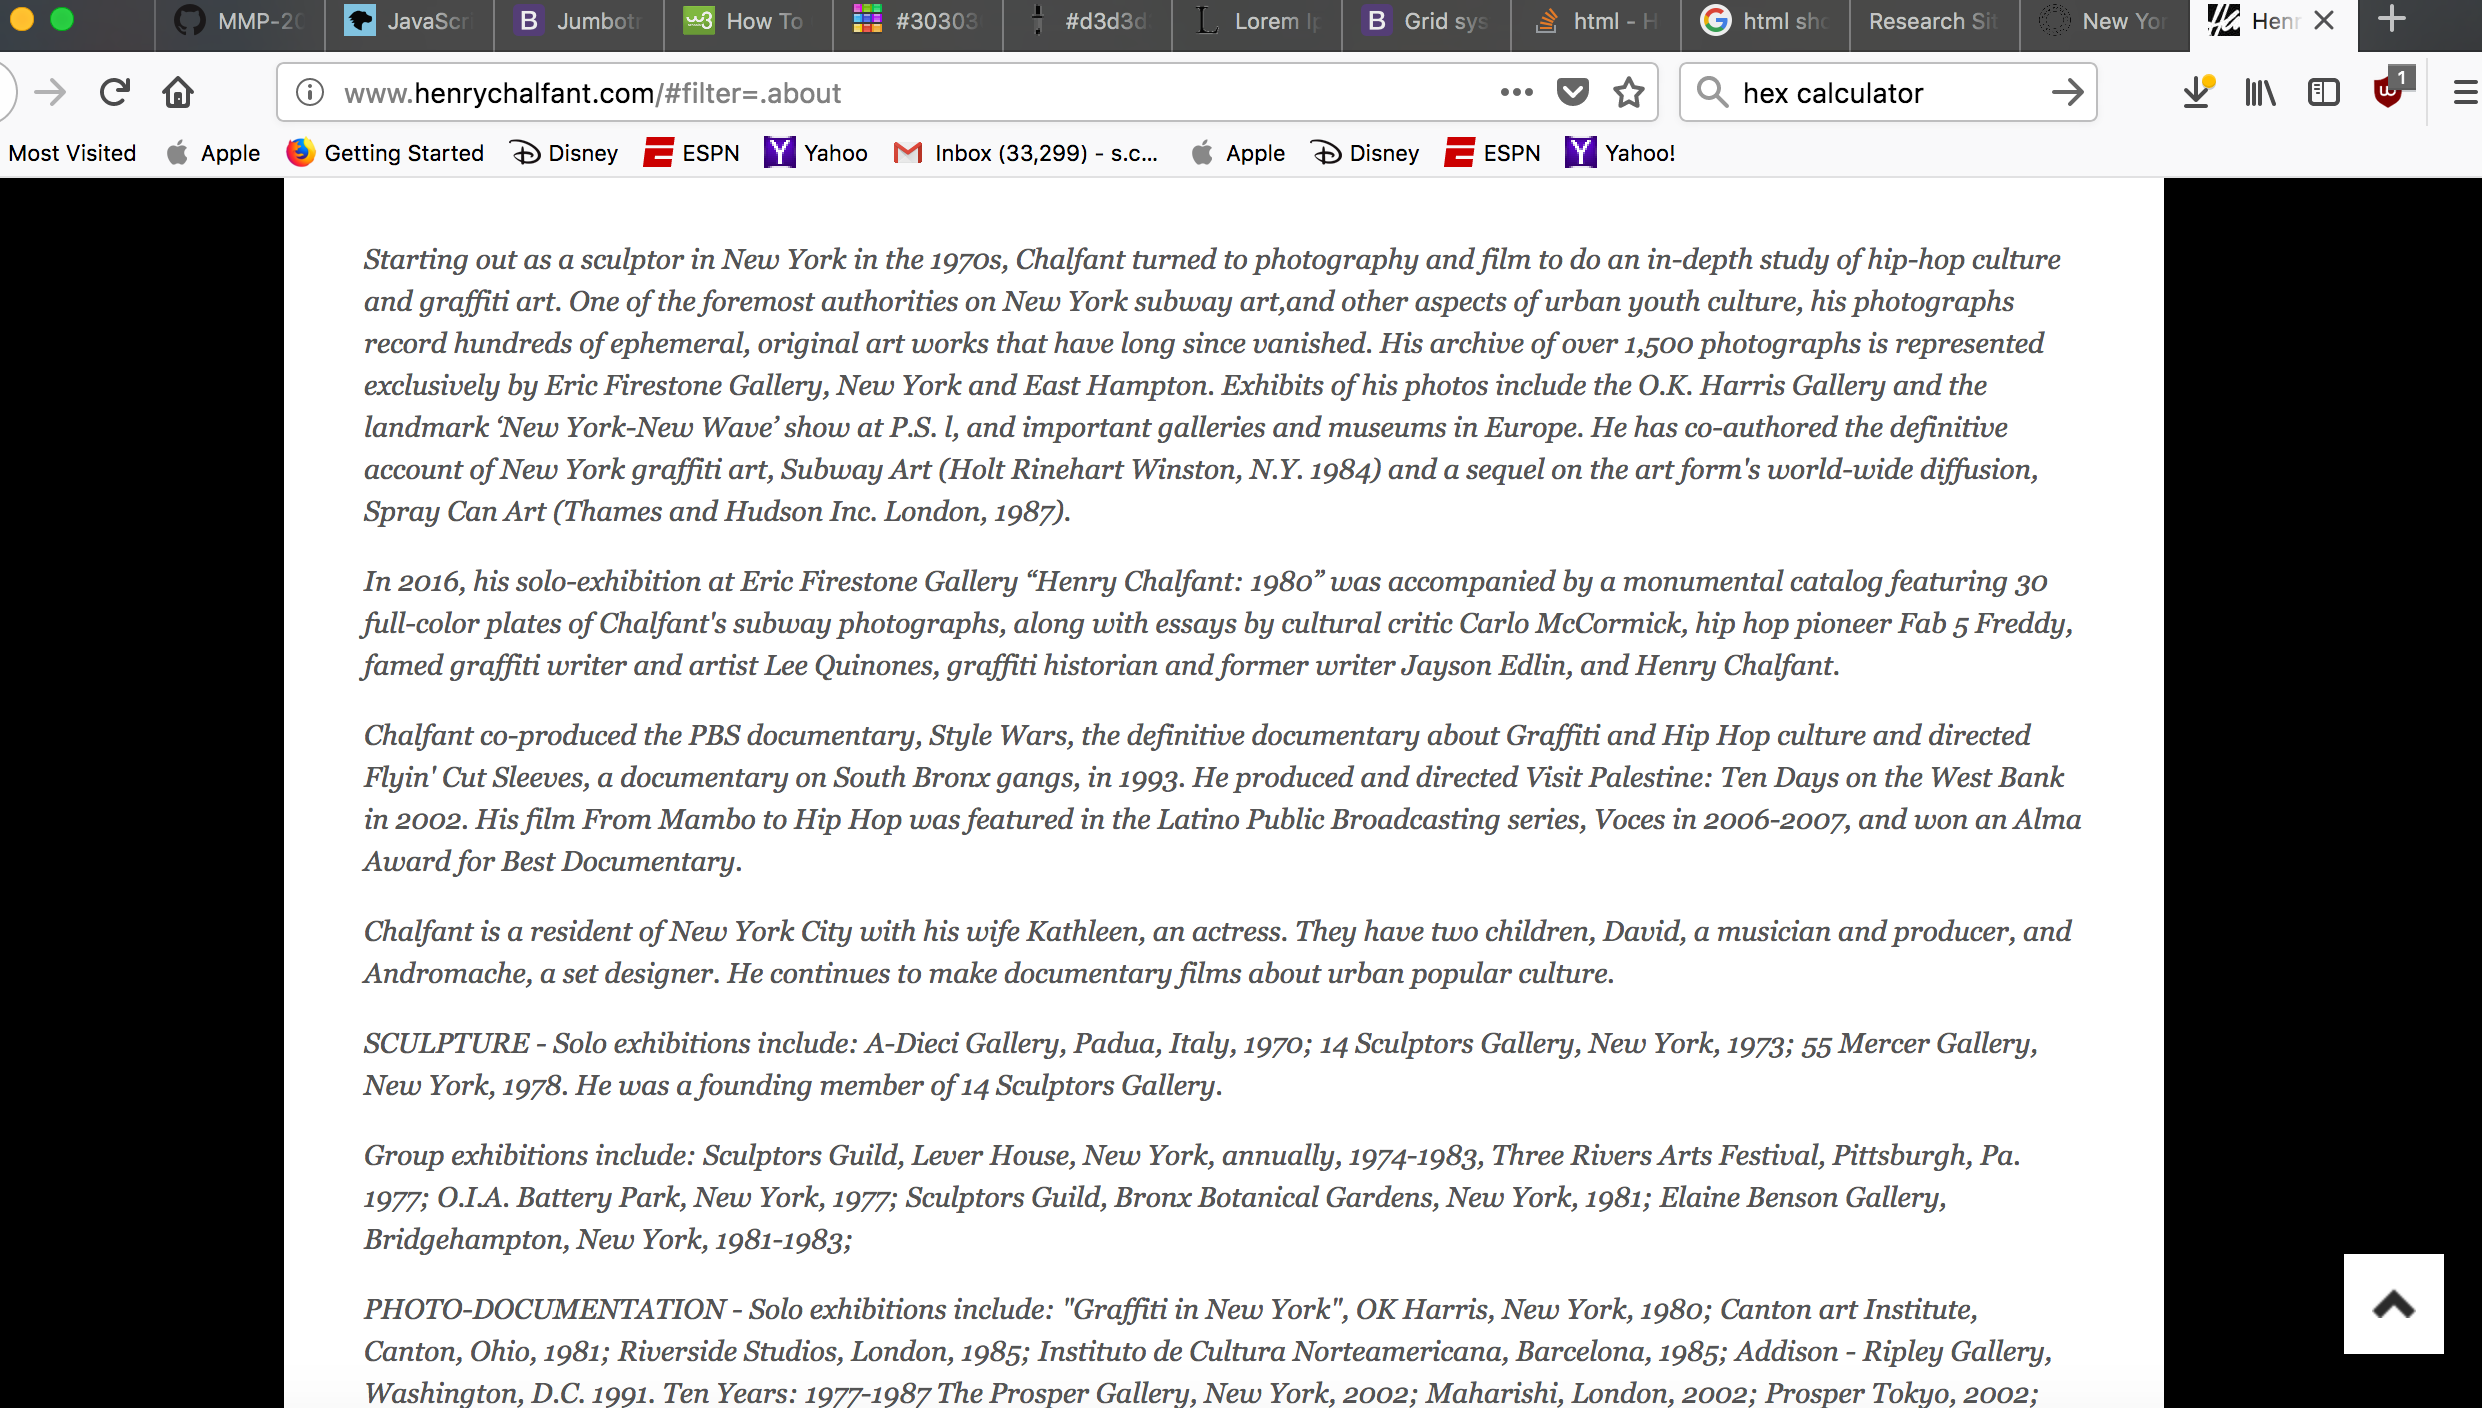 MMP-20
JavaScri
Jumbotr
How To
#30303
#d3d3d
Lorem Ip
Grid sys
html - H
html sho
Research Sit
New Yor
Henr
www.henrychalfant.com/#filter=.about
hex calculator
1
Most Visited Apple Getting Started Disney ESPN Yahoo Inbox (33,299) - s.c... Apple Disney ESPN Yahoo!
Starting out as a sculptor in New York in the 1970s, Chalfant turned to photography and film to do an in-depth study of hip-hop culture
and graffiti art. One of the foremost authorities on New York subway art,and other aspects of urban youth culture, his photographs
record hundreds of ephemeral, original art works that have long since vanished. His archive of over 1,500 photographs is represented
exclusively by Eric Firestone Gallery, New York and East Hampton. Exhibits of his photos include the O.K. Harris Gallery and the
landmark ‘New York-New Wave’ show at P.S. l, and important galleries and museums in Europe. He has co-authored the definitive
account of New York graffiti art, Subway Art (Holt Rinehart Winston, N.Y. 1984) and a sequel on the art form's world-wide diffusion,
Spray Can Art (Thames and Hudson Inc. London, 1987).
In 2016, his solo-exhibition at Eric Firestone Gallery “Henry Chalfant: 1980” was accompanied by a monumental catalog featuring 30
full-color plates of Chalfant's subway photographs, along with essays by cultural critic Carlo McCormick, hip hop pioneer Fab 5 Freddy,
famed graffiti writer and artist Lee Quinones, graffiti historian and former writer Jayson Edlin, and Henry Chalfant.
Chalfant co-produced the PBS documentary, Style Wars, the definitive documentary about Graffiti and Hip Hop culture and directed
Flyin' Cut Sleeves, a documentary on South Bronx gangs, in 1993. He produced and directed Visit Palestine: Ten Days on the West Bank
in 2002. His film From Mambo to Hip Hop was featured in the Latino Public Broadcasting series, Voces in 2006-2007, and won an Alma
Award for Best Documentary.
Chalfant is a resident of New York City with his wife Kathleen, an actress. They have two children, David, a musician and producer, and
Andromache, a set designer. He continues to make documentary films about urban popular culture.
SCULPTURE - Solo exhibitions include: A-Dieci Gallery, Padua, Italy, 1970; 14 Sculptors Gallery, New York, 1973; 55 Mercer Gallery,
New York, 1978. He was a founding member of 14 Sculptors Gallery.
Group exhibitions include: Sculptors Guild, Lever House, New York, annually, 1974-1983, Three Rivers Arts Festival, Pittsburgh, Pa.
1977; O.I.A. Battery Park, New York, 1977; Sculptors Guild, Bronx Botanical Gardens, New York, 1981; Elaine Benson Gallery,
Bridgehampton, New York, 1981-1983;
PHOTO-DOCUMENTATION - Solo exhibitions include: "Graffiti in New York", OK Harris, New York, 1980; Canton art Institute,
Canton, Ohio, 1981; Riverside Studios, London, 1985; Instituto de Cultura Norteamericana, Barcelona, 1985; Addison - Ripley Gallery,
Washington, D.C. 1991. Ten Years: 1977-1987 The Prosper Gallery, New York, 2002; Maharishi, London, 2002; Prosper Tokyo, 2002;